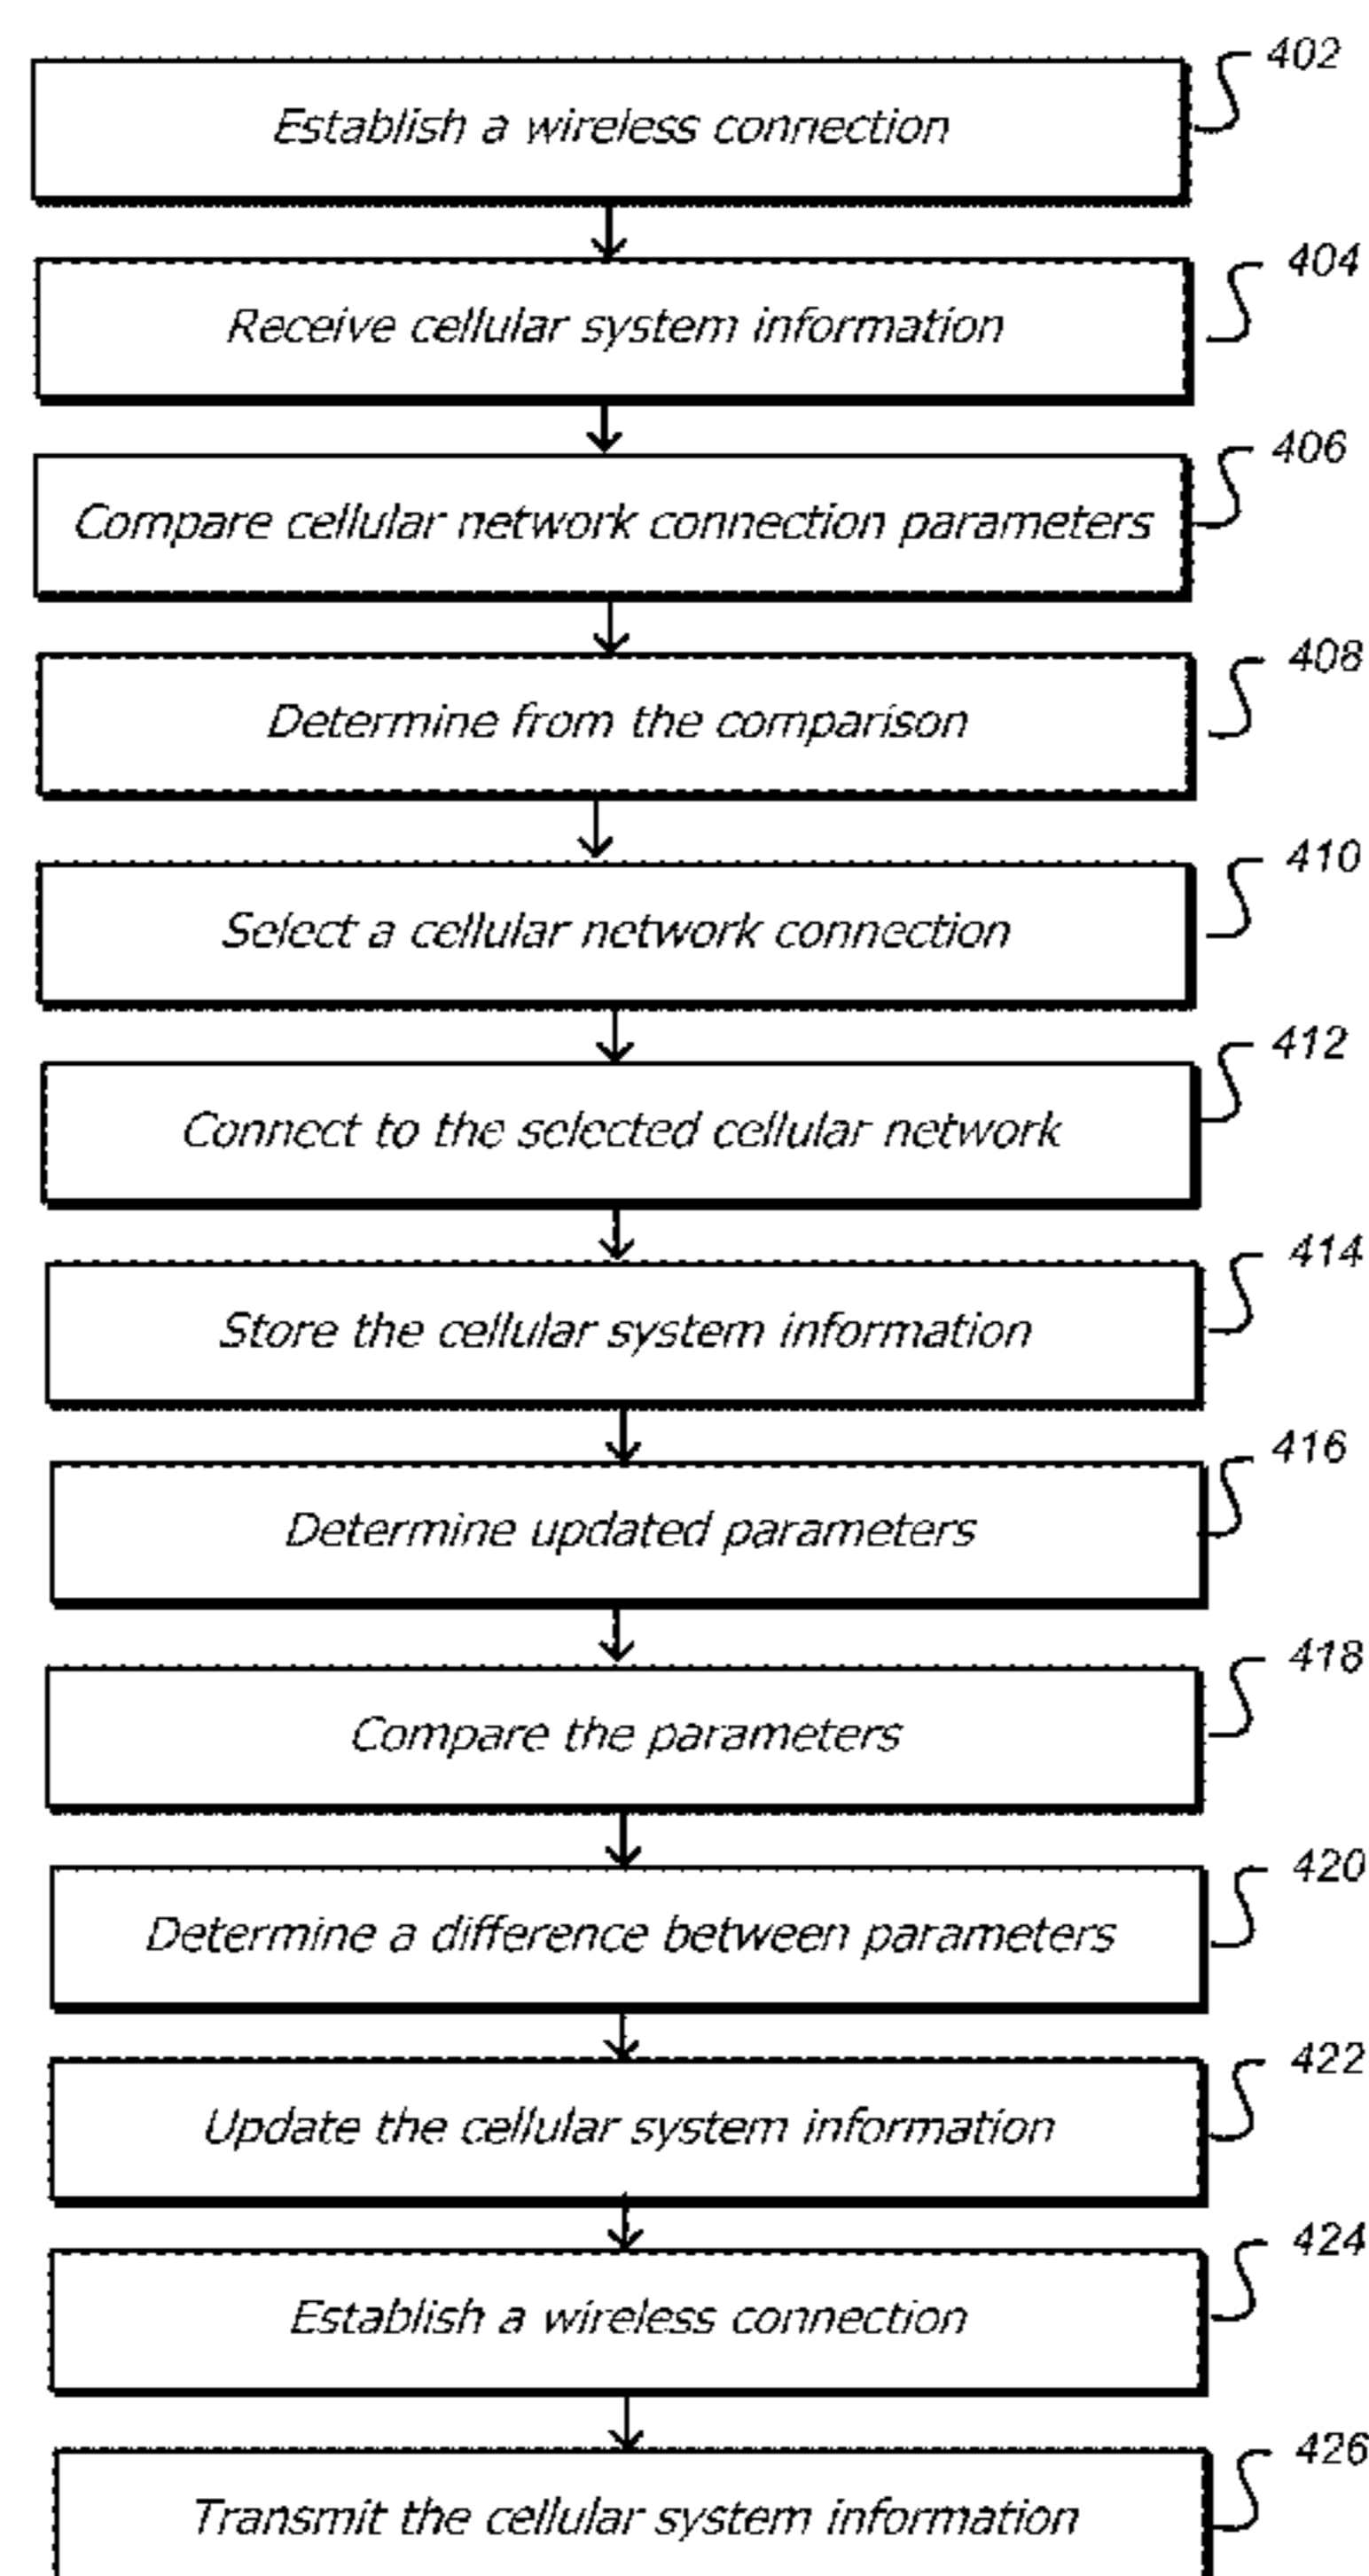 402
Establish a wireless connection
404
Receive cellular system information
406
Compare cellular network connection parameters
408
Determine from the comparison
410
Select a cellular network connection
412
Connect to the selected cellular network
414
Store the cellular system information
416
Determine updated parameters
418
Compare the parameters
420
Determine a difference between parameters
422
Update the cellular system information
424
Establish a wireless connection
426
Transmit the cellular system information